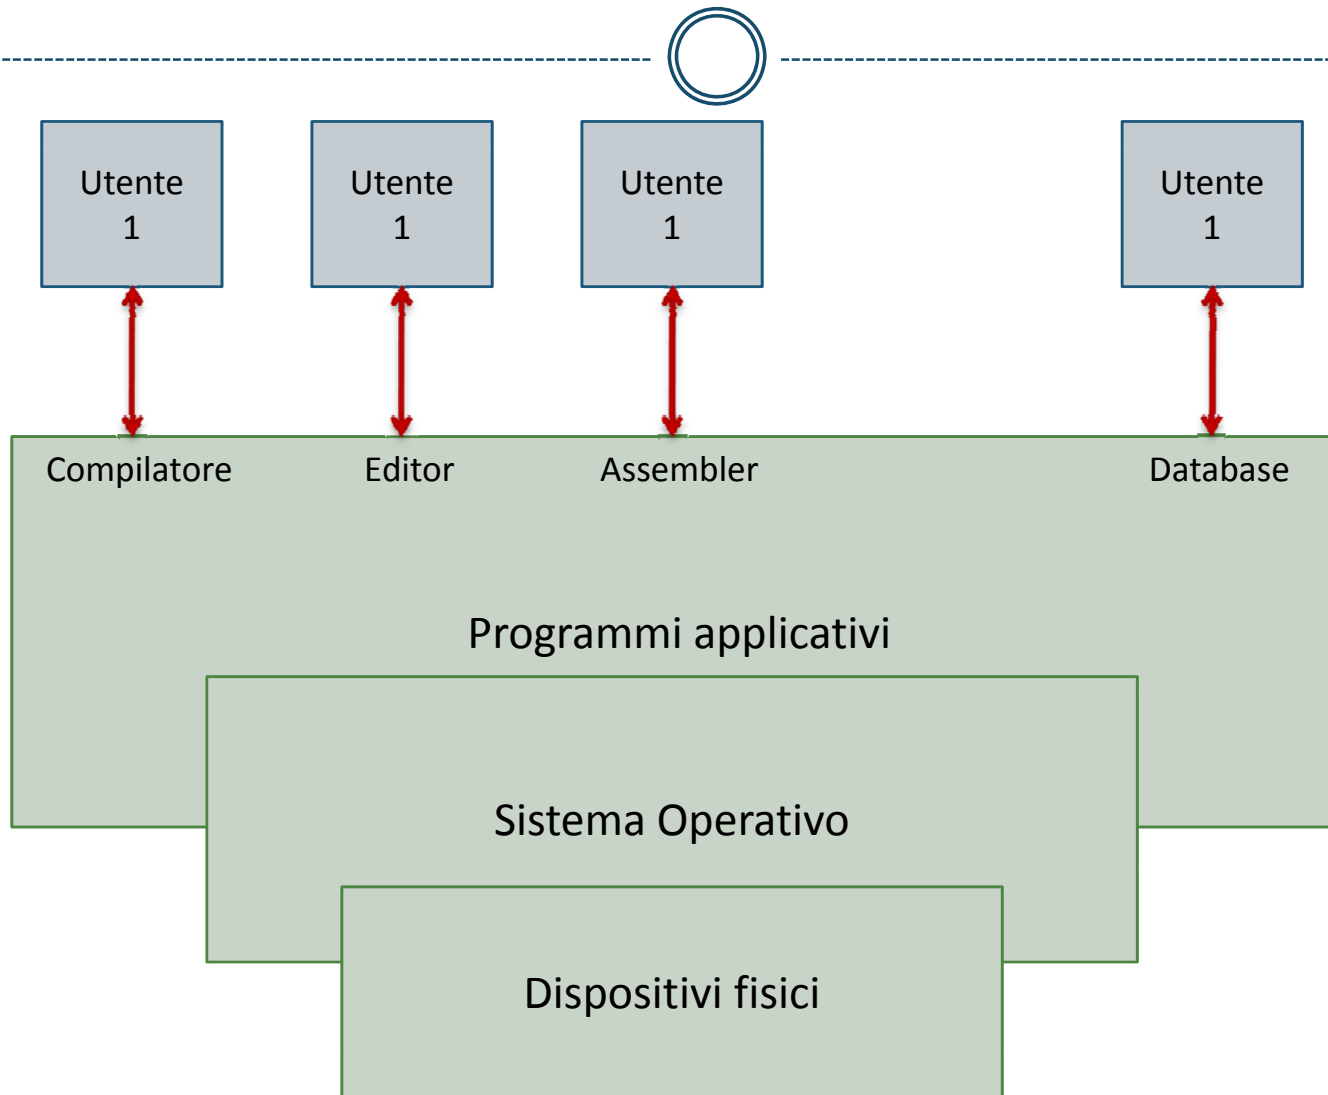 Utente
1
Utente
1
Utente
1
Utente
1
Compilatore
Editor
Assembler
Database
Programmi applicativi
Sistema Operativo
Dispositivi fisici